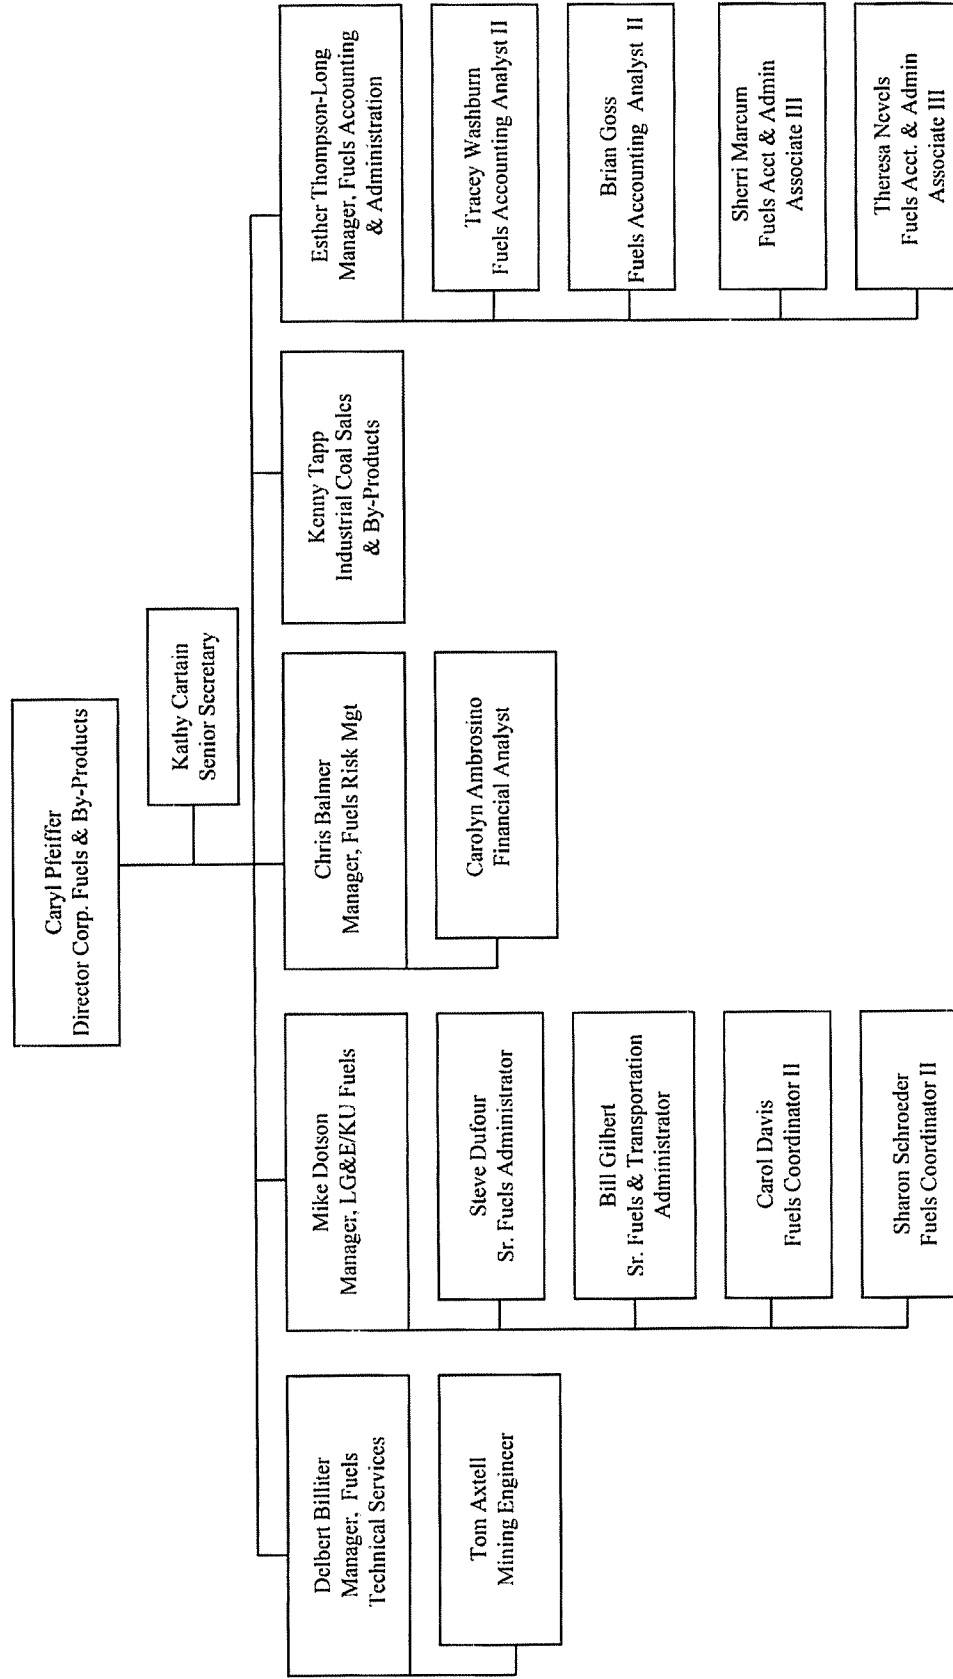 Caryl Pfeiffer
Director Corp. Fuels & By-Products
Kathy Cartain
Senior Secretary
Delbert Billiter
Manager, Fuels
Technical Services
Tom Axtell
Mining Engineer
Mike Dotson
Manager, LG&E/KU Fuels
Steve Dufour
Sr. Fuels Administrator
Bill Gilbert
Sr. Fuels & Transportation
Administrator
Carol Davis
Fuels Coordinator II
Sharon Schroeder
Fuels Coordinator II
Chris Balmer
Manager, Fuels Risk Mgt
Carolyn Ambrosino
Financial Analyst
Kenny Tapp
Industrial Coal Sales
& By-Products
Esther Thompson-Long
Manager, Fuels Accounting
& Administration
Tracey Washburn
Fuels Accounting Analyst II
Brian Goss
Fuels Accounting Analyst II
Sherri Marcum
Fuels Acct & Admin
Associate III
Theresa Nevels
Fuels Acct. & Admin
Associate III